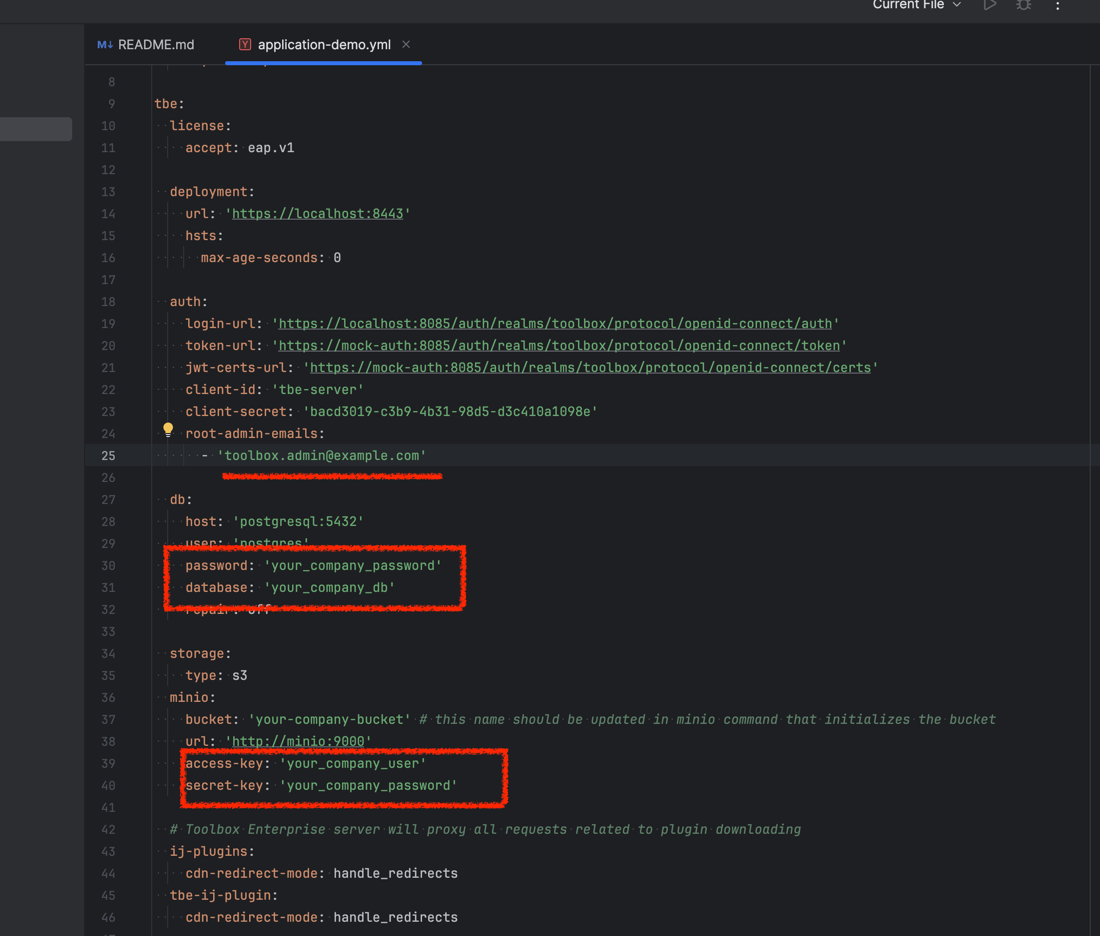 Current File
M↓ README.md
Y application-demo.yml ×
8
9 tbe:
10 license:
11 accept: eap.v1
12
13 deployment:
14 url: 'https://localhost:8443'
15 hsts:
16 max-age-seconds: 0
17
18 auth:
19 login-url: 'https://localhost:8085/auth/realms/toolbox/protocol/openid-connect/auth'
20 token-url: 'https://mock-auth:8085/auth/realms/toolbox/protocol/openid-connect/token'
21 jwt-certs-url: 'https://mock-auth:8085/auth/realms/toolbox/protocol/openid-connect/certs'
22 client-id: 'tbe-server'
23 client-secret: 'bacd3019-c3b9-4b31-98d5-d3c410a1098e'
24 root-admin-emails:
25 - 'toolbox.admin@example.com'
26
27 db:
28 host: 'postgresql:5432'
29 user: 'postgres'
30 password: 'your_company_password'
31 database: 'your_company_db'
32 repair: off
33
34 storage:
35 type: s3
36 minio:
37 bucket: 'your-company-bucket' # this name should be updated in minio command that initializes the bucket
38 url: 'http://minio:9000'
39 access-key: 'your_company_user'
40 secret-key: 'your_company_password'
41
42 # Toolbox Enterprise server will proxy all requests related to plugin downloading
43 ij-plugins:
44 cdn-redirect-mode: handle_redirects
45 tbe-ij-plugin:
46 cdn-redirect-mode: handle_redirects